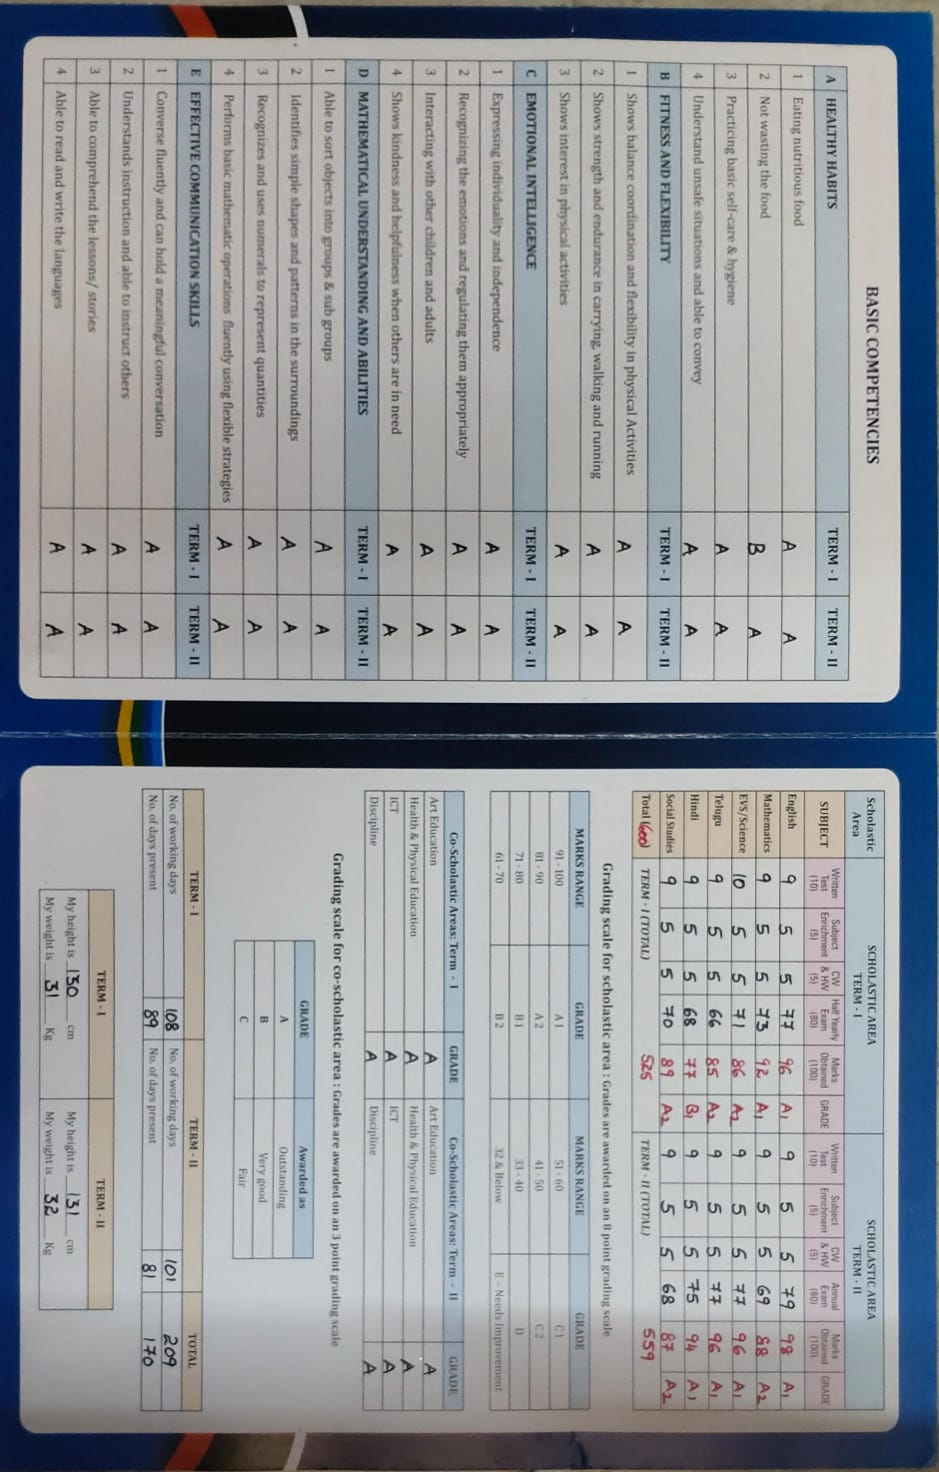 BASIC COMPETENCIES
A HEALTHY HABITS TERM - I TERM - II
1 Eating nutritious food A A
2 Not wasting the food B A
3 Practicing basic self-care & hygiene A A
4 Understand unsafe situations and able to convey A A
B FITNESS AND FLEXIBILITY TERM - I TERM - II
1 Shows balance coordination and flexibility in physical Activities A A
2 Shows strength and endurance in carrying, walking and running A A
3 Shows interest in physical activities A A
C EMOTIONAL INTELLIGENCE TERM - I TERM - II
1 Expressing individuality and independence A A
2 Recognizing the emotions and regulating them appropriately A A
3 Interacting with other children and adults A A
4 Shows kindness and helpfulness when others are in need A A
D MATHEMATICAL UNDERSTANDING AND ABILITIES TERM - I TERM - II
1 Able to sort objects into groups & sub groups A A
2 Identifies simple shapes and patterns in the surroundings A A
3 Recognizes and uses numerals to represent quantities A A
4 Performs basic mathematic operations fluently using flexible strategies A A
E EFFECTIVE COMMUNICATION SKILLS TERM - I TERM - II
1 Converse fluently and can hold a meaningful conversation A A
2 Understands instruction and able to instruct others A A
3 Able to comprehend the lessons/ stories A A
4 Able to read and write the languages A A
Scholastic Area SCHOLASTIC AREA TERM - I SCHOLASTIC AREA TERM - II
SUBJECT Written Test (10) Subject Enrichment (5) CW & HW (5) Half Yearly Exam (80) Marks Obtained (100) GRADE Written Test (10) Subject Enrichment (5) CW & HW (5) Annual Exam (80) Marks Obtained (100) GRADE
English 9 5 5 77 96 A1 9 5 5 79 98 A1
Mathematics 9 5 5 73 92 A1 9 5 5 69 88 A2
EVS/Science 10 5 5 71 86 A2 9 5 5 77 96 A1
Telugu 9 5 5 66 85 A2 9 5 5 77 96 A1
Hindi 9 5 5 68 77 B1 9 5 5 75 94 A1
Social Studies 9 5 5 70 89 A2 9 5 5 68 87 A2
Total (600) TERM - I (TOTAL) 525 TERM - II (TOTAL) 559
Grading scale for scholastic area : Grades are awarded on an 8 point grading scale
MARKS RANGE GRADE MARKS RANGE GRADE
91 - 100 A 1 51 - 60 C 1
81 - 90 A 2 41 - 50 C 2
71 - 80 B 1 33 - 40 D
61 - 70 B 2 32 & Below E - Needs Improvement
Co-Scholastic Areas: Term - I GRADE Co-Scholastic Areas: Term - II GRADE
Art Education A Art Education A
Health & Physical Education A Health & Physical Education A
ICT A ICT A
Discipline A Discipline A
Grading scale for co-scholastic area : Grades are awarded on an 3 point grading scale
GRADE Awarded as
A Outstanding
B Very good
C Fair
TERM - I TERM - II TOTAL
No. of working days 108 No. of working days 101 209
No. of days present 89 No. of days present 81 170
TERM - I TERM - II
My height is 130 cm My height is 131 cm
My weight is 31 Kg My weight is 32 Kg